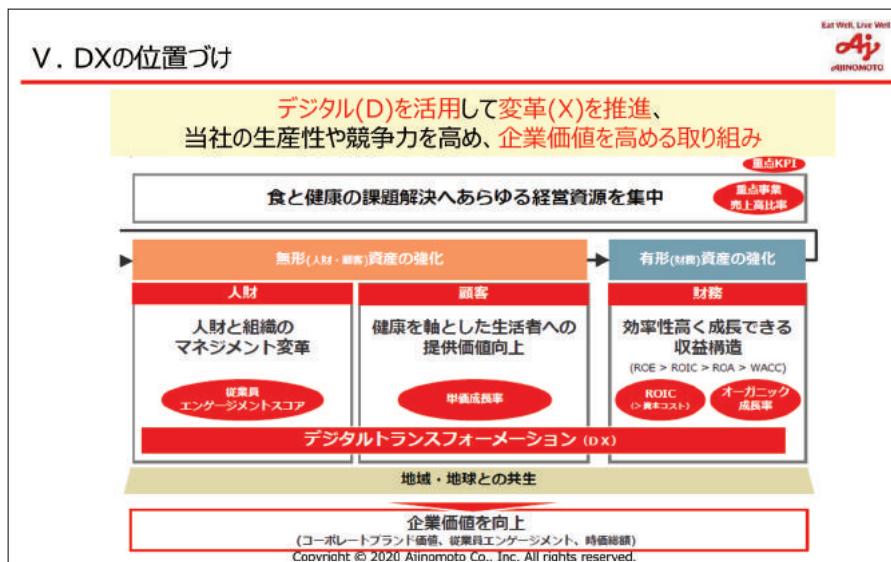 Eat Well, Live Well.
AJINOMOTO
V. DXの位置づけ
デジタル(D)を活用して変革(X)を推進、
当社の生産性や競争力を高め、企業価値を高める取り組み
重点KPI
食と健康の課題解決へあらゆる経営資源を集中
重点事業
売上高比率
無形(人財・顧客)資産の強化
有形(財務)資産の強化
人財
顧客
財務
人財と組織の
マネジメント変革
健康を軸とした生活者への
提供価値向上
効率性高く成長できる
収益構造
(ROE > ROIC > ROA > WACC)
従業員
エンゲージメントスコア
単価成長率
ROIC
(>資本コスト)
オーガニック
成長率
デジタルトランスフォーメーション (DX)
地域・地球との共生
企業価値を向上
(コーポレートブランド価値、従業員エンゲージメント、時価総額)
Copyright © 2020 Ajinomoto Co., Inc. All rights reserved.